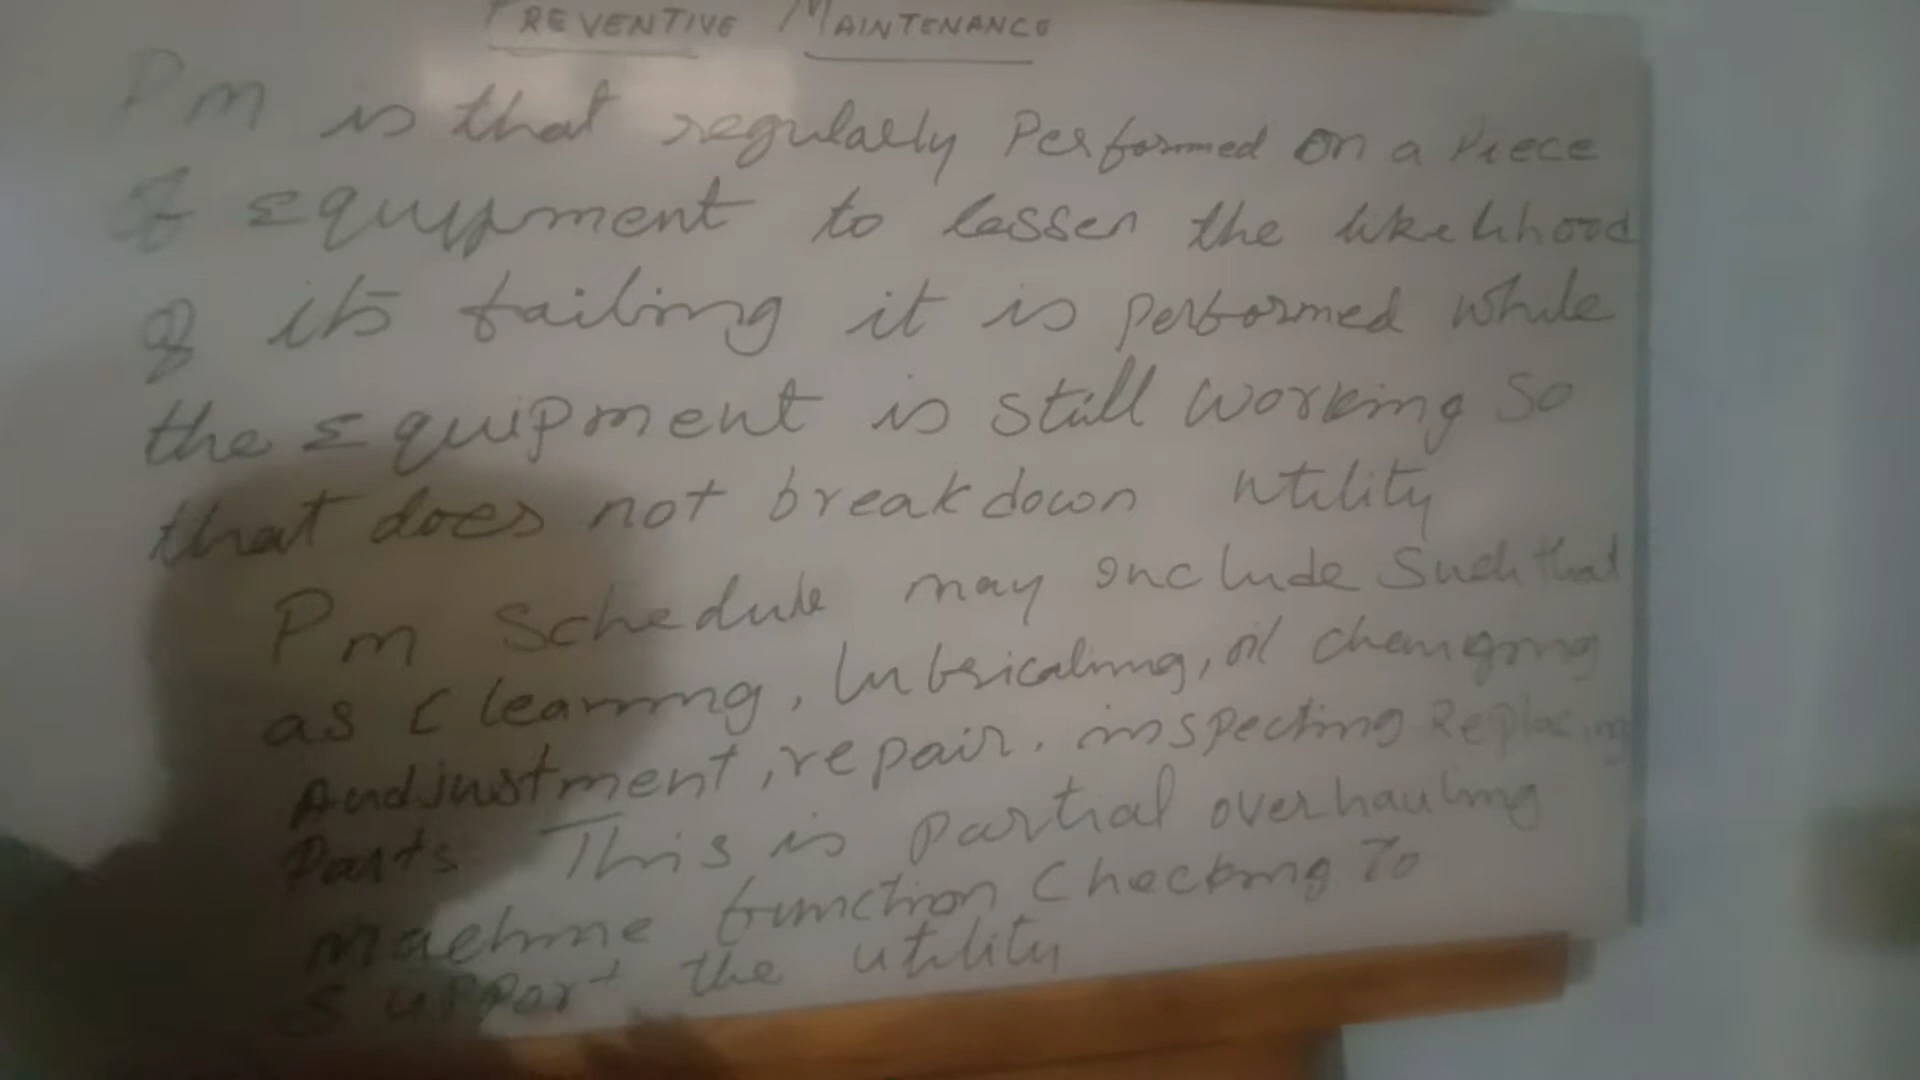 PREVENTIVE MAINTENANCE
Pm is that regularly Performed on a Piece
of Equipment to lessen the likelihood
of its failing it is performed while
the Equipment is still working So
that does not break down utility
Pm Schedule may include Such that
as Cleaning, lubricating, oil changing
Audjustment, repair, inspecting Replacing
Parts This is partial overhauling
machine function Checking To
Support the utility